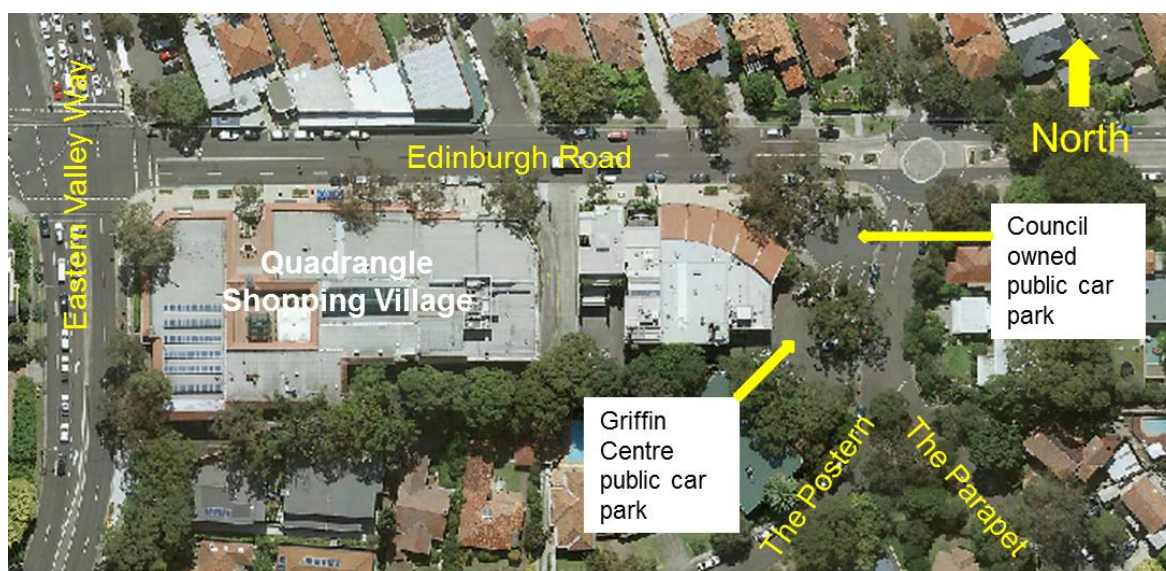 Eastern Valley Way
Edinburgh Road
North
Quadrangle
Shopping Village
Council
owned
public car
park
Griffin
Centre
public car
park
The Postern
The Parapet